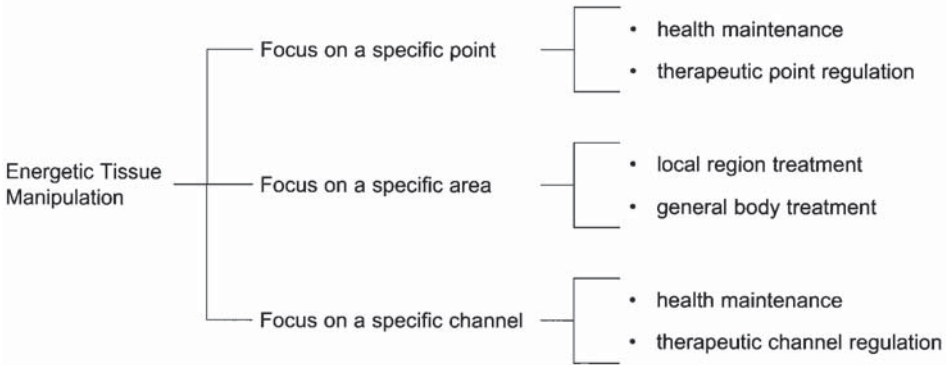 Focus on a specific point
• health maintenance
• therapeutic point regulation
Energetic Tissue
Manipulation
Focus on a specific area
• local region treatment
• general body treatment
Focus on a specific channel
• health maintenance
• therapeutic channel regulation